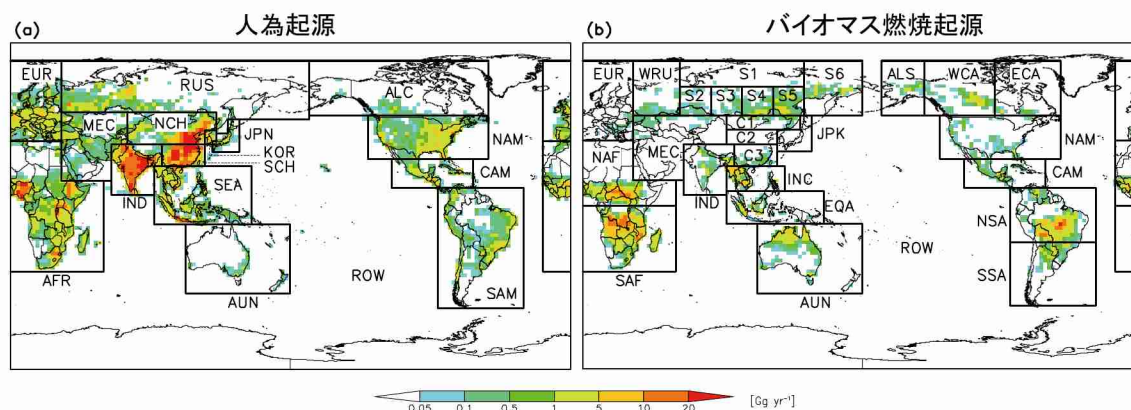 (a) 人為起源
EUR
RUS
MEC
NCH
JPN
KOR
SCH
SEA
IND
AFR
AUN
ALC
NAM
CAM
ROW
SAM
(b) バイオマス燃焼起源
EUR WRU S1 S6 ALS WCA ECA
S2 S3 S4 S5
C1
C2
C3
JPK
NAF
MEC
NAM
CAM
INC
IND
EQA
NSA
ROW
SAF
AUN
SSA
0.05 0.1 0.5 1 5 10 20 [Gg yr⁻¹]